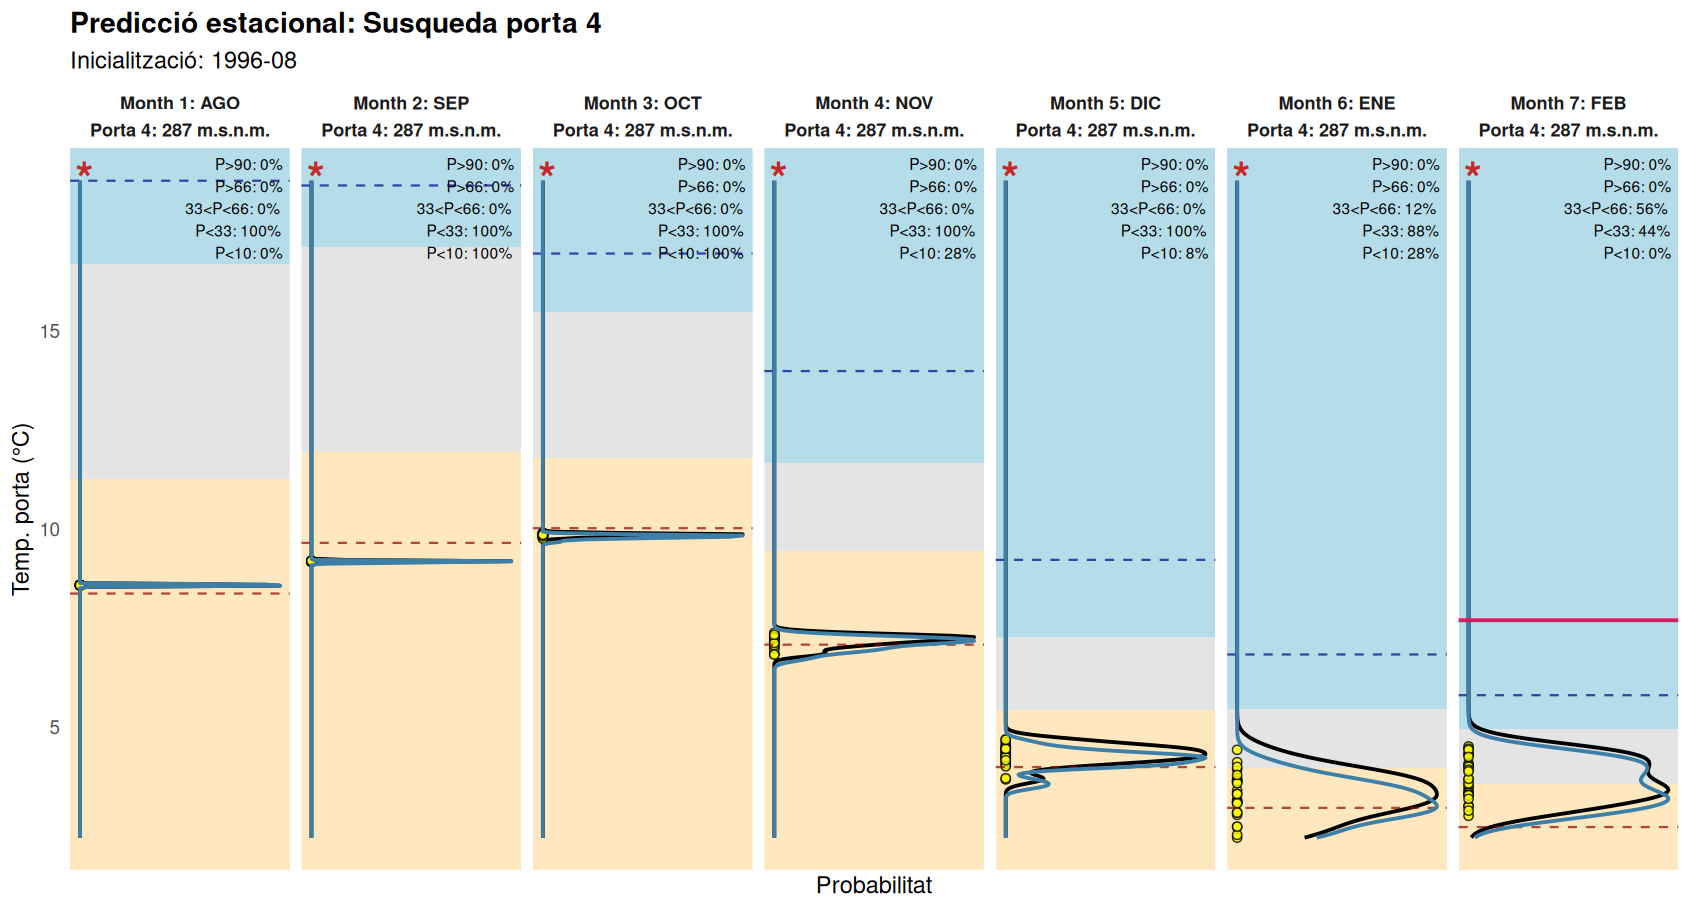 Predicció estacional: Susqueda porta 4
Inicialització: 1996-08
Month 1: AGO
Porta 4: 287 m.s.n.m.
Month 2: SEP
Porta 4: 287 m.s.n.m.
Month 3: OCT
Porta 4: 287 m.s.n.m.
Month 4: NOV
Porta 4: 287 m.s.n.m.
Month 5: DIC
Porta 4: 287 m.s.n.m.
Month 6: ENE
Porta 4: 287 m.s.n.m.
Month 7: FEB
Porta 4: 287 m.s.n.m.
*
P>90: 0%
P>66: 0%
33<P<66: 0%
P<33: 100%
P<10: 0%
*
P>90: 0%
P>66: 0%
33<P<66: 0%
P<33: 100%
P<10: 100%
*
P>90: 0%
P>66: 0%
33<P<66: 0%
P<33: 100%
P<10: 100%
*
P>90: 0%
P>66: 0%
33<P<66: 0%
P<33: 100%
P<10: 28%
*
P>90: 0%
P>66: 0%
33<P<66: 0%
P<33: 100%
P<10: 8%
*
P>90: 0%
P>66: 0%
33<P<66: 12%
P<33: 88%
P<10: 28%
*
P>90: 0%
P>66: 0%
33<P<66: 56%
P<33: 44%
P<10: 0%
15
10
5
Temp. porta (°C)
Probabilitat